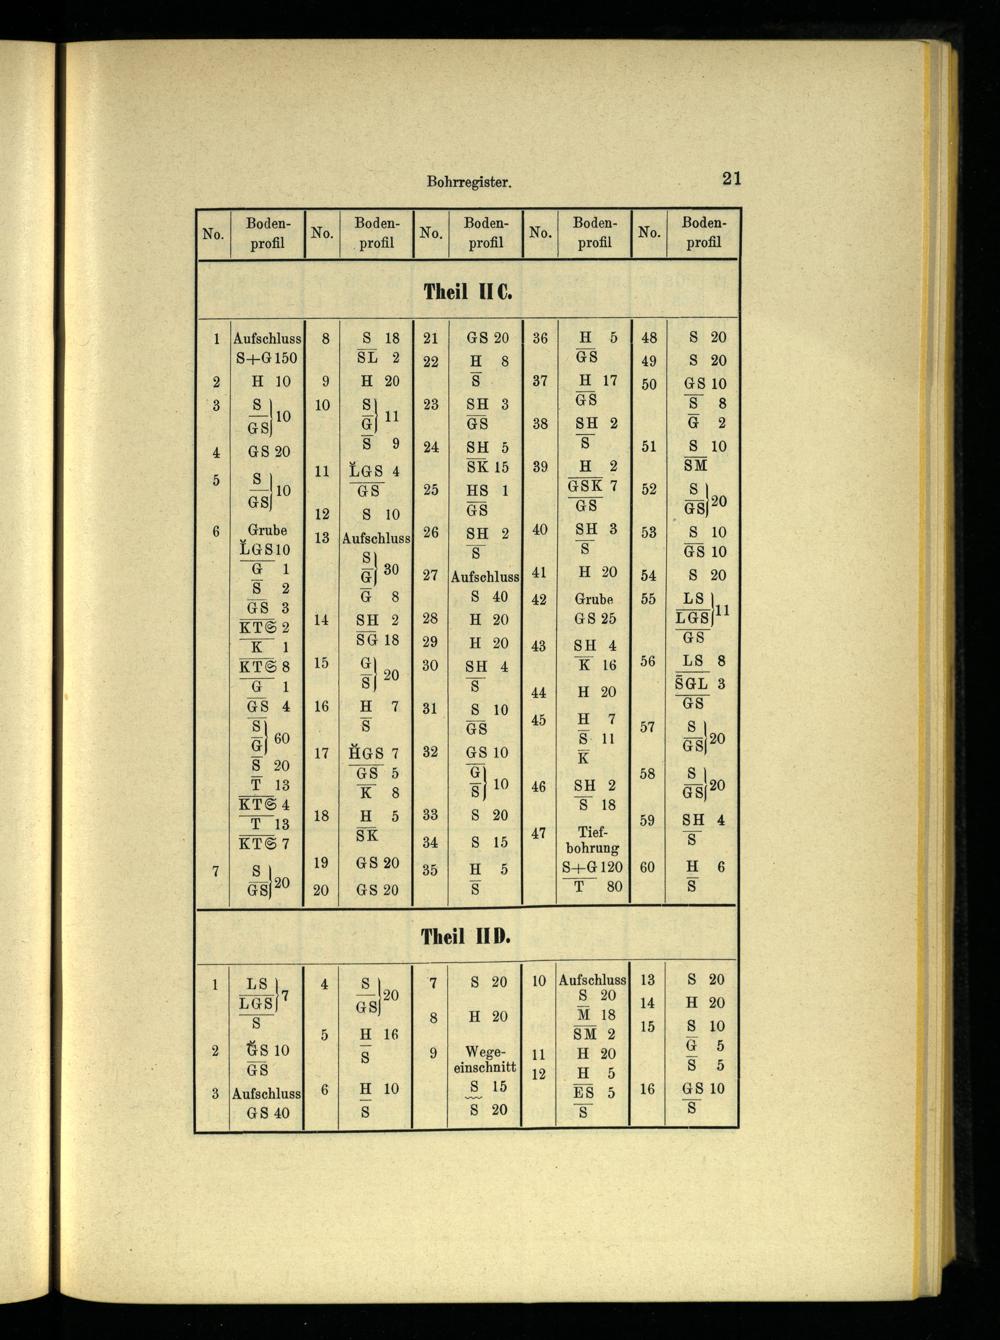 Bohrregister. 21
No. Boden-profil No. Boden-profil No. Boden-profil No. Boden-profil No. Boden-profil
Theil II C.
1 Aufschluss
S+G 150
2 H 10
3 S
GS } 10
4 GS 20
5 S
GS } 10
6 Grube
L̆GS 10
G 1
S 2
GS 3
KT𝔖 2
K 1
KT𝔖 8
G 1
GS 4
S
G } 60
S 20
T 13
KT𝔖 4
T 13
KT𝔖 7
7 S
GS } 20
8 S 18
SL 2
9 H 20
10 S
G } 11
S 9
11 L̆GS 4
GS
12 S 10
13 Aufschluss
S
G } 30
G 8
14 SH 2
SG 18
15 G
S } 20
16 H 7
S
17 H̆GS 7
GS 5
K 8
18 H 5
SK
19 GS 20
20 GS 20
21 GS 20
22 H 8
S
23 SH 3
GS
24 SH 5
SK 15
25 HS 1
GS
26 SH 2
S
27 Aufschluss
S 40
28 H 20
29 H 20
30 SH 4
S
31 S 10
GS
32 GS 10
G
S } 10
33 S 20
34 S 15
35 H 5
S
36 H 5
GS
37 H 17
GS
38 SH 2
S
39 H 2
GSK 7
GS
40 SH 3
S
41 H 20
42 Grube
GS 25
43 SH 4
K 16
44 H 20
45 H 7
S 11
K
46 SH 2
S 18
47 Tief-
bohrung
S+G 120
T 80
48 S 20
49 S 20
50 GS 10
S 8
G 2
51 S 10
SM
52 S
GS } 20
53 S 10
GS 10
54 S 20
55 LS
LGS } 11
GS
56 LS 8
S̄GL 3
GS
57 S
GS } 20
58 S
GS } 20
59 SH 4
S
60 H 6
S
Theil II D.
1 LS
LGS } 7
S
2 Ğ̆S 10
GS
3 Aufschluss
GS 40
4 S
GS } 20
5 H 16
S
6 H 10
S
7 S 20
8 H 20
9 Wege-
einschnitt
S 15
S 20
10 Aufschluss
S 20
M 18
SM 2
11 H 20
12 H 5
ES 5
S
13 S 20
14 H 20
15 S 10
G 5
S 5
16 GS 10
S